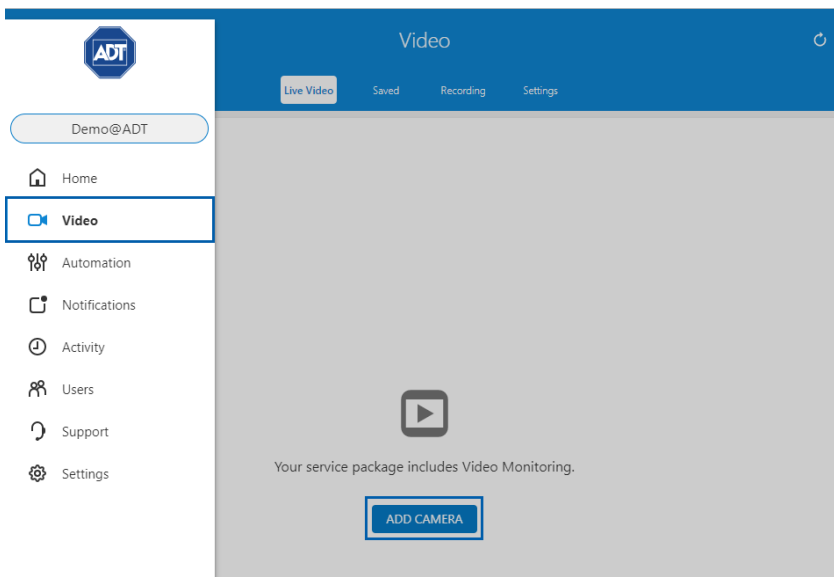 ADT
Video
Live Video Saved Recording Settings
Demo@ADT
Home
Video
Automation
Notifications
Activity
Users
Support
Settings
Your service package includes Video Monitoring.
ADD CAMERA